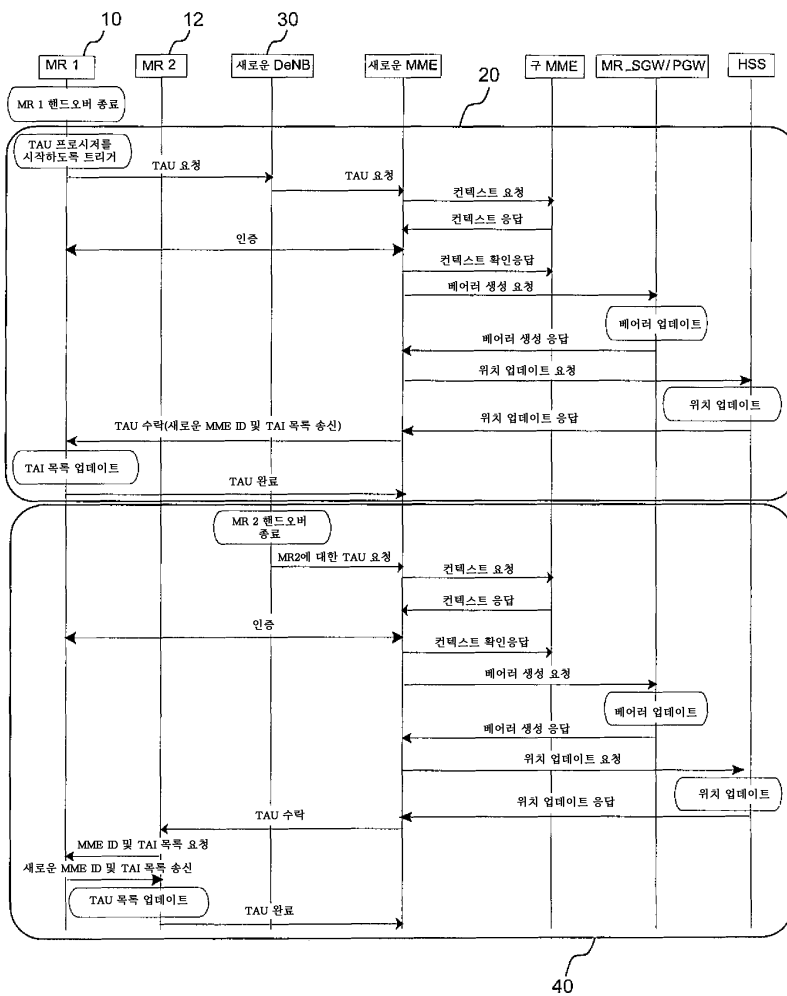 10
12
30
MR 1
MR 2
새로운 DeNB
새로운 MME
구 MME
MR_SGW/PGW
HSS
MR 1 핸드오버 종료
20
TAU 프로시저를
시작하도록 트리거
TAU 요청
TAU 요청
컨텍스트 요청
컨텍스트 응답
인증
컨텍스트 확인응답
베어러 생성 요청
베어러 업데이트
베어러 생성 응답
위치 업데이트 요청
위치 업데이트
TAU 수락(새로운 MME ID 및 TAI 목록 송신)
위치 업데이트 응답
TAI 목록 업데이트
TAU 완료
MR 2 핸드오버
종료
MR2에 대한 TAU 요청
컨텍스트 요청
컨텍스트 응답
인증
컨텍스트 확인응답
베어러 생성 요청
베어러 업데이트
베어러 생성 응답
위치 업데이트 요청
위치 업데이트
TAU 수락
위치 업데이트 응답
MME ID 및 TAI 목록 요청
새로운 MME ID 및 TAI 목록 송신
TAU 목록 업데이트
TAU 완료
40